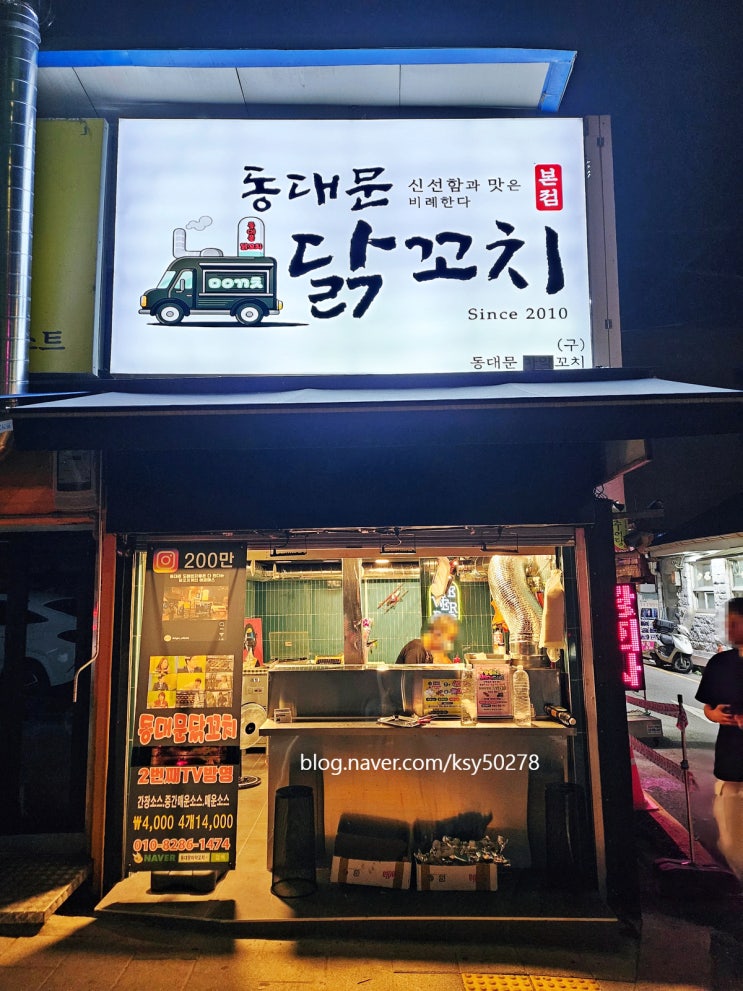 동대문
신선함과 맛은
비례한다
본점
닭꼬치
Since 2010
(구)
동대문
꼬치
200만
동대문닭꼬치
2번째TV방영
간장소스,중간매운소스,매운소스
₩4,000 4개14,000
010-8286-1474
NAVER
blog.naver.com/ksy50278